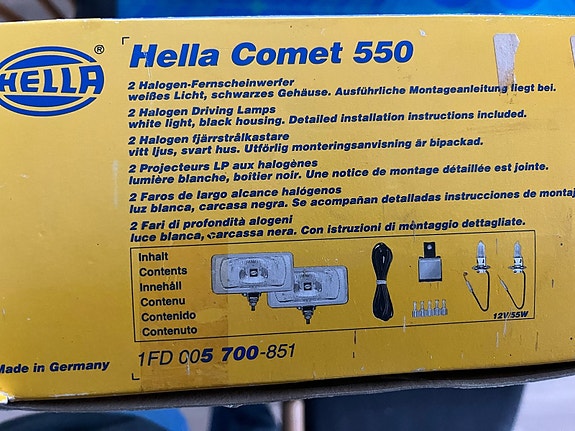 HELLA
®
Hella Comet 550
2 Halogen-Fernscheinwerfer
weißes Licht, schwarzes Gehäuse. Ausführliche Montageanleitung liegt bei.
2 Halogen Driving Lamps
white light, black housing. Detailed installation instructions included.
2 Halogen fjärrstrålkastare
vitt ljus, svart hus. Utförlig monteringsanvisning är bipackad.
2 Projecteurs LP aux halogènes
lumière blanche, boîtier noir. Une notice de montage détaillée est jointe.
2 Faros de largo alcance halógenos
luz blanca, carcasa negra. Se acompañan detalladas instrucciones de montaj
2 Fari di profondità alogeni
luce bianca, carcassa nera. Con istruzioni di montaggio dettagliate.
Inhalt
Contents
Innehåll
Contenu
Contenido
Contenuto
12V/55W
Made in Germany
1FD 005 700-851